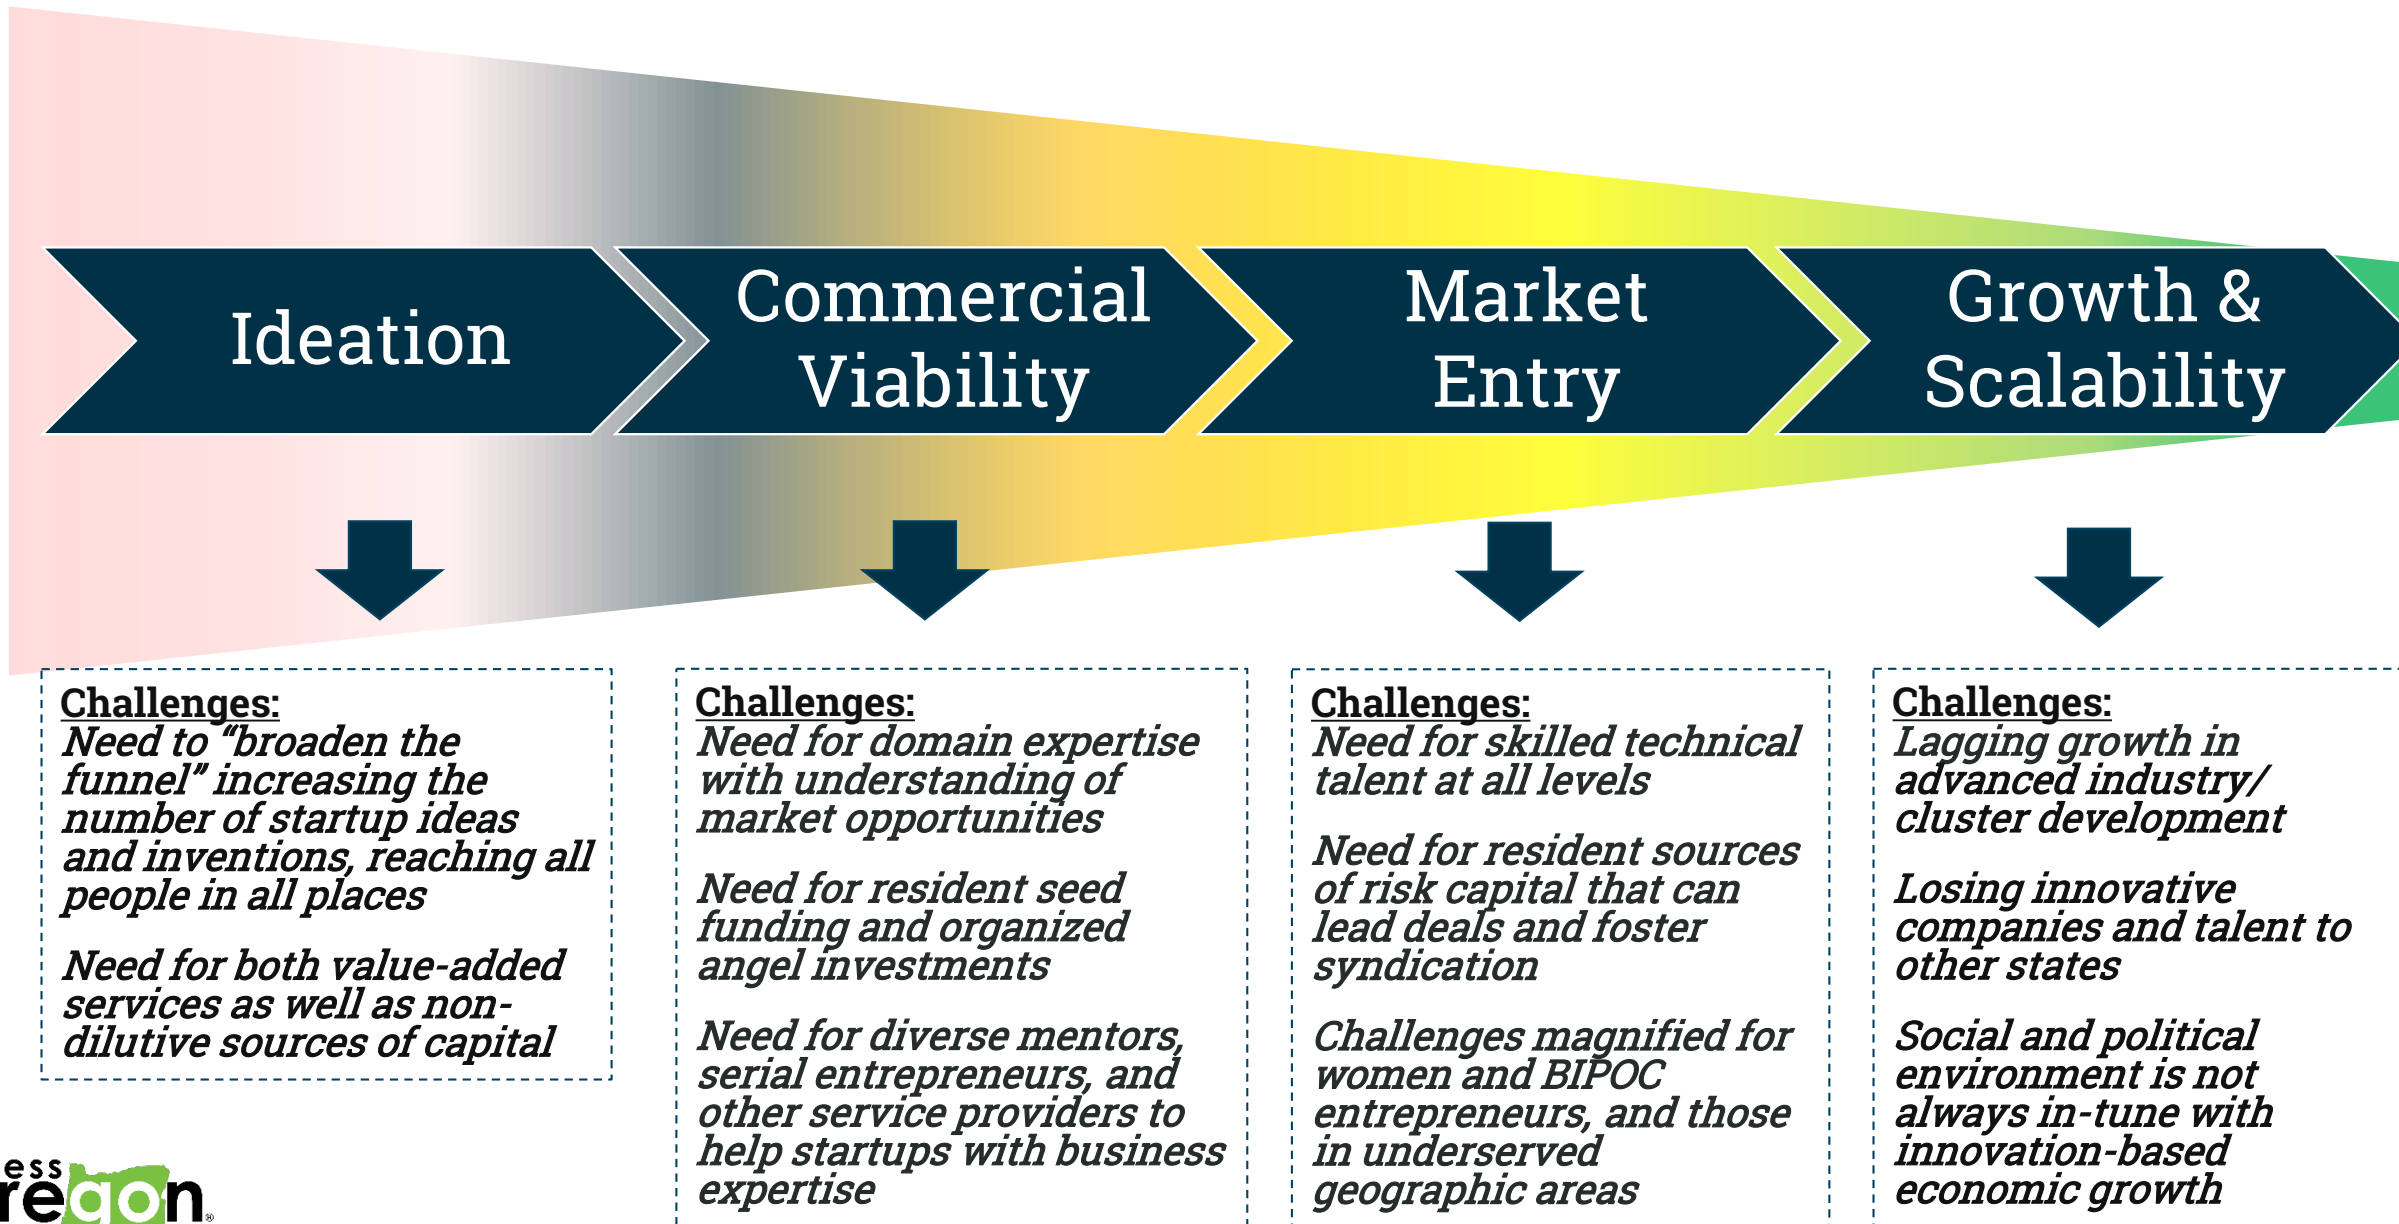 Ideation
Commercial
Viability
Market
Entry
Growth &
Scalability
Challenges:
Need to “broaden the
funnel” increasing the
number of startup ideas
and inventions, reaching all
people in all places
Need for both value-added
services as well as non-
dilutive sources of capital
Challenges:
Need for domain expertise
with understanding of
market opportunities
Need for resident seed
funding and organized
angel investments
Need for diverse mentors,
serial entrepreneurs, and
other service providers to
help startups with business
expertise
Challenges:
Need for skilled technical
talent at all levels
Need for resident sources
of risk capital that can
lead deals and foster
syndication
Challenges magnified for
women and BIPOC
entrepreneurs, and those
in underserved
geographic areas
Challenges:
Lagging growth in
advanced industry/
cluster development
Losing innovative
companies and talent to
other states
Social and political
environment is not
always in-tune with
innovation-based
economic growth
ess
regon®